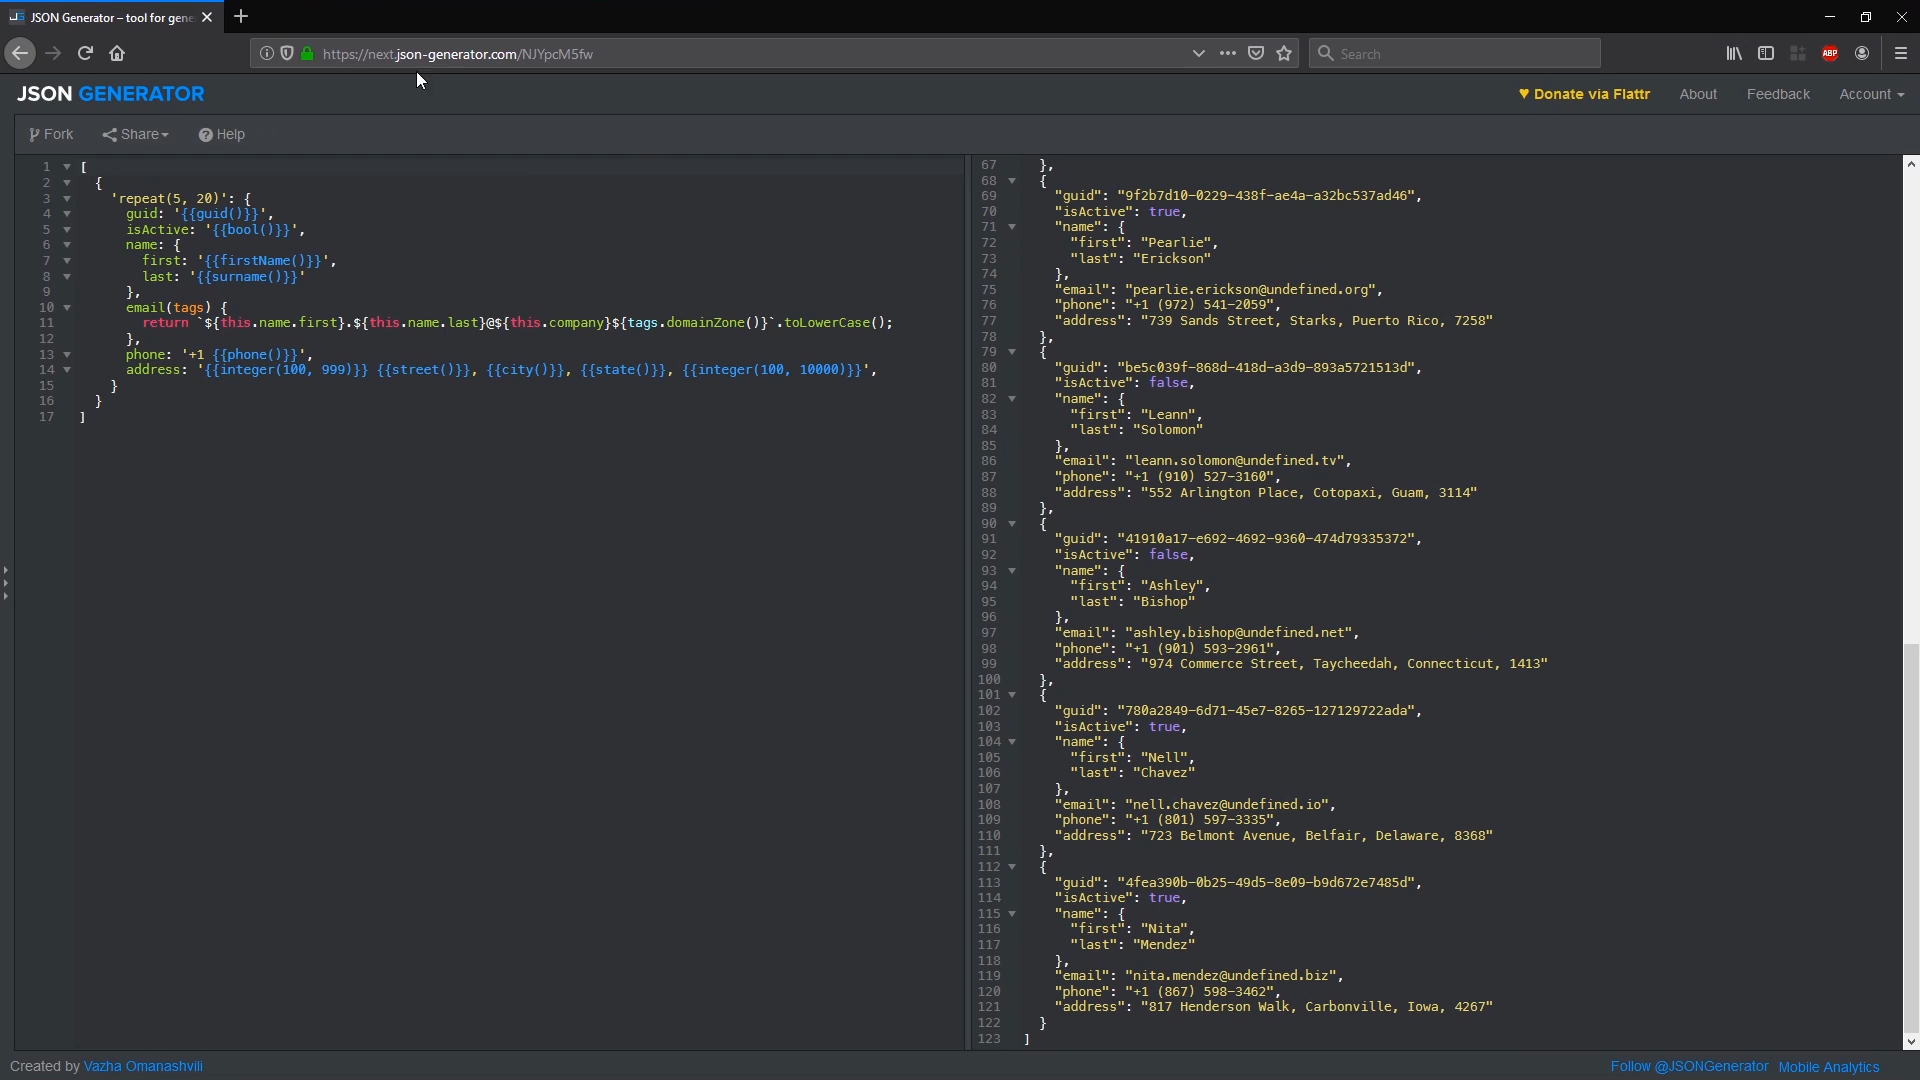 JSON Generator – tool for gene
https://next.json-generator.com/NJYpcM5fw
Search
ABP
JSON GENERATOR
♥ Donate via Flattr
About
Feedback
Account
Fork
Share
Help
1 [
2 {
3 'repeat(5, 20)': {
4 guid: '{{guid()}}',
5 isActive: '{{bool()}}',
6 name: {
7 first: '{{firstName()}}',
8 last: '{{surname()}}'
9 },
10 email(tags) {
11 return `${this.name.first}.${this.name.last}@${this.company}${tags.domainZone()}`.toLowerCase();
12 },
13 phone: '+1 {{phone()}}',
14 address: '{{integer(100, 999)}} {{street()}}, {{city()}}, {{state()}}, {{integer(100, 10000)}}',
15 }
16 }
17 ]
67 },
68 {
69 "guid": "9f2b7d10-0229-438f-ae4a-a32bc537ad46",
70 "isActive": true,
71 "name": {
72 "first": "Pearlie",
73 "last": "Erickson"
74 },
75 "email": "pearlie.erickson@undefined.org",
76 "phone": "+1 (972) 541-2059",
77 "address": "739 Sands Street, Starks, Puerto Rico, 7258"
78 },
79 {
80 "guid": "be5c039f-868d-418d-a3d9-893a5721513d",
81 "isActive": false,
82 "name": {
83 "first": "Leann",
84 "last": "Solomon"
85 },
86 "email": "leann.solomon@undefined.tv",
87 "phone": "+1 (910) 527-3160",
88 "address": "552 Arlington Place, Cotopaxi, Guam, 3114"
89 },
90 {
91 "guid": "41910a17-e692-4692-9360-474d79335372",
92 "isActive": false,
93 "name": {
94 "first": "Ashley",
95 "last": "Bishop"
96 },
97 "email": "ashley.bishop@undefined.net",
98 "phone": "+1 (901) 593-2961",
99 "address": "974 Commerce Street, Taycheedah, Connecticut, 1413"
100 },
101 {
102 "guid": "780a2849-6d71-45e7-8265-127129722ada",
103 "isActive": true,
104 "name": {
105 "first": "Nell",
106 "last": "Chavez"
107 },
108 "email": "nell.chavez@undefined.io",
109 "phone": "+1 (801) 597-3335",
110 "address": "723 Belmont Avenue, Belfair, Delaware, 8368"
111 },
112 {
113 "guid": "4fea390b-0b25-49d5-8e09-b9d672e7485d",
114 "isActive": true,
115 "name": {
116 "first": "Nita",
117 "last": "Mendez"
118 },
119 "email": "nita.mendez@undefined.biz",
120 "phone": "+1 (867) 598-3462",
121 "address": "817 Henderson Walk, Carbonville, Iowa, 4267"
122 }
123 ]
Created by Vazha Omanashvili
Follow @JSONGenerator
Mobile Analytics